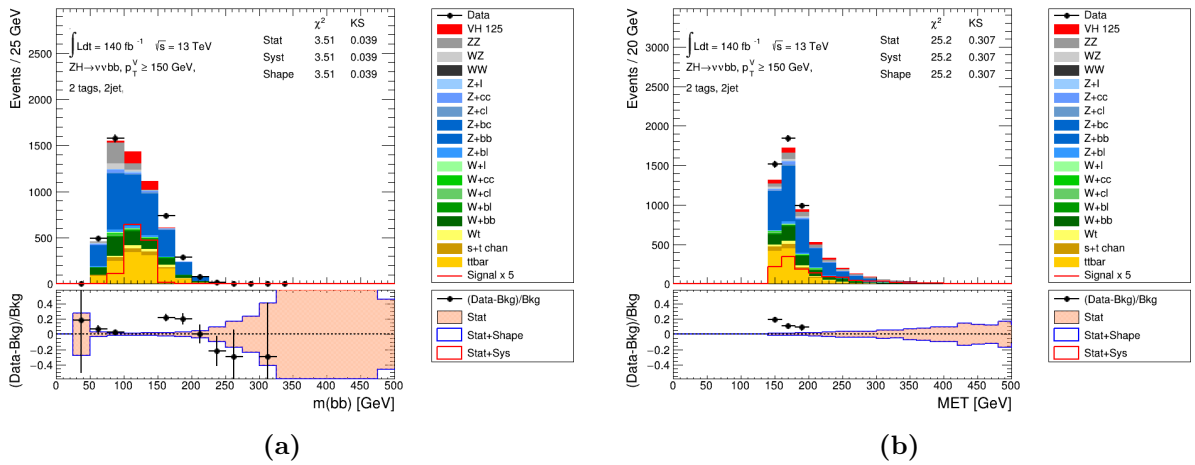 Events / 25 GeV
2500
2000
1500
1000
500
0
∫Ldt = 140 fb⁻¹ √s = 13 TeV
ZH→ννbb, p_T^V ≥ 150 GeV,
2 tags, 2jet,
χ² KS
Stat 3.51 0.039
Syst 3.51 0.039
Shape 3.51 0.039
Data
VH 125
ZZ
WZ
WW
Z+l
Z+cc
Z+cl
Z+bc
Z+bb
Z+bl
W+l
W+cc
W+cl
W+bl
W+bb
Wt
s+t chan
ttbar
Signal x 5
(Data-Bkg)/Bkg
0.4
0.2
0
−0.2
−0.4
0 50 100 150 200 250 300 350 400 450 500
m(bb) [GeV]
(Data-Bkg)/Bkg
Stat
Stat+Shape
Stat+Sys
(a)
Events / 20 GeV
3000
2500
2000
1500
1000
500
0
∫Ldt = 140 fb⁻¹ √s = 13 TeV
ZH→ννbb, p_T^V ≥ 150 GeV,
2 tags, 2jet,
χ² KS
Stat 25.2 0.307
Syst 25.2 0.307
Shape 25.2 0.307
Data
VH 125
ZZ
WZ
WW
Z+l
Z+cc
Z+cl
Z+bc
Z+bb
Z+bl
W+l
W+cc
W+cl
W+bl
W+bb
Wt
s+t chan
ttbar
Signal x 5
(Data-Bkg)/Bkg
0.4
0.2
0
−0.2
−0.4
0 50 100 150 200 250 300 350 400 450 500
MET [GeV]
(Data-Bkg)/Bkg
Stat
Stat+Shape
Stat+Sys
(b)